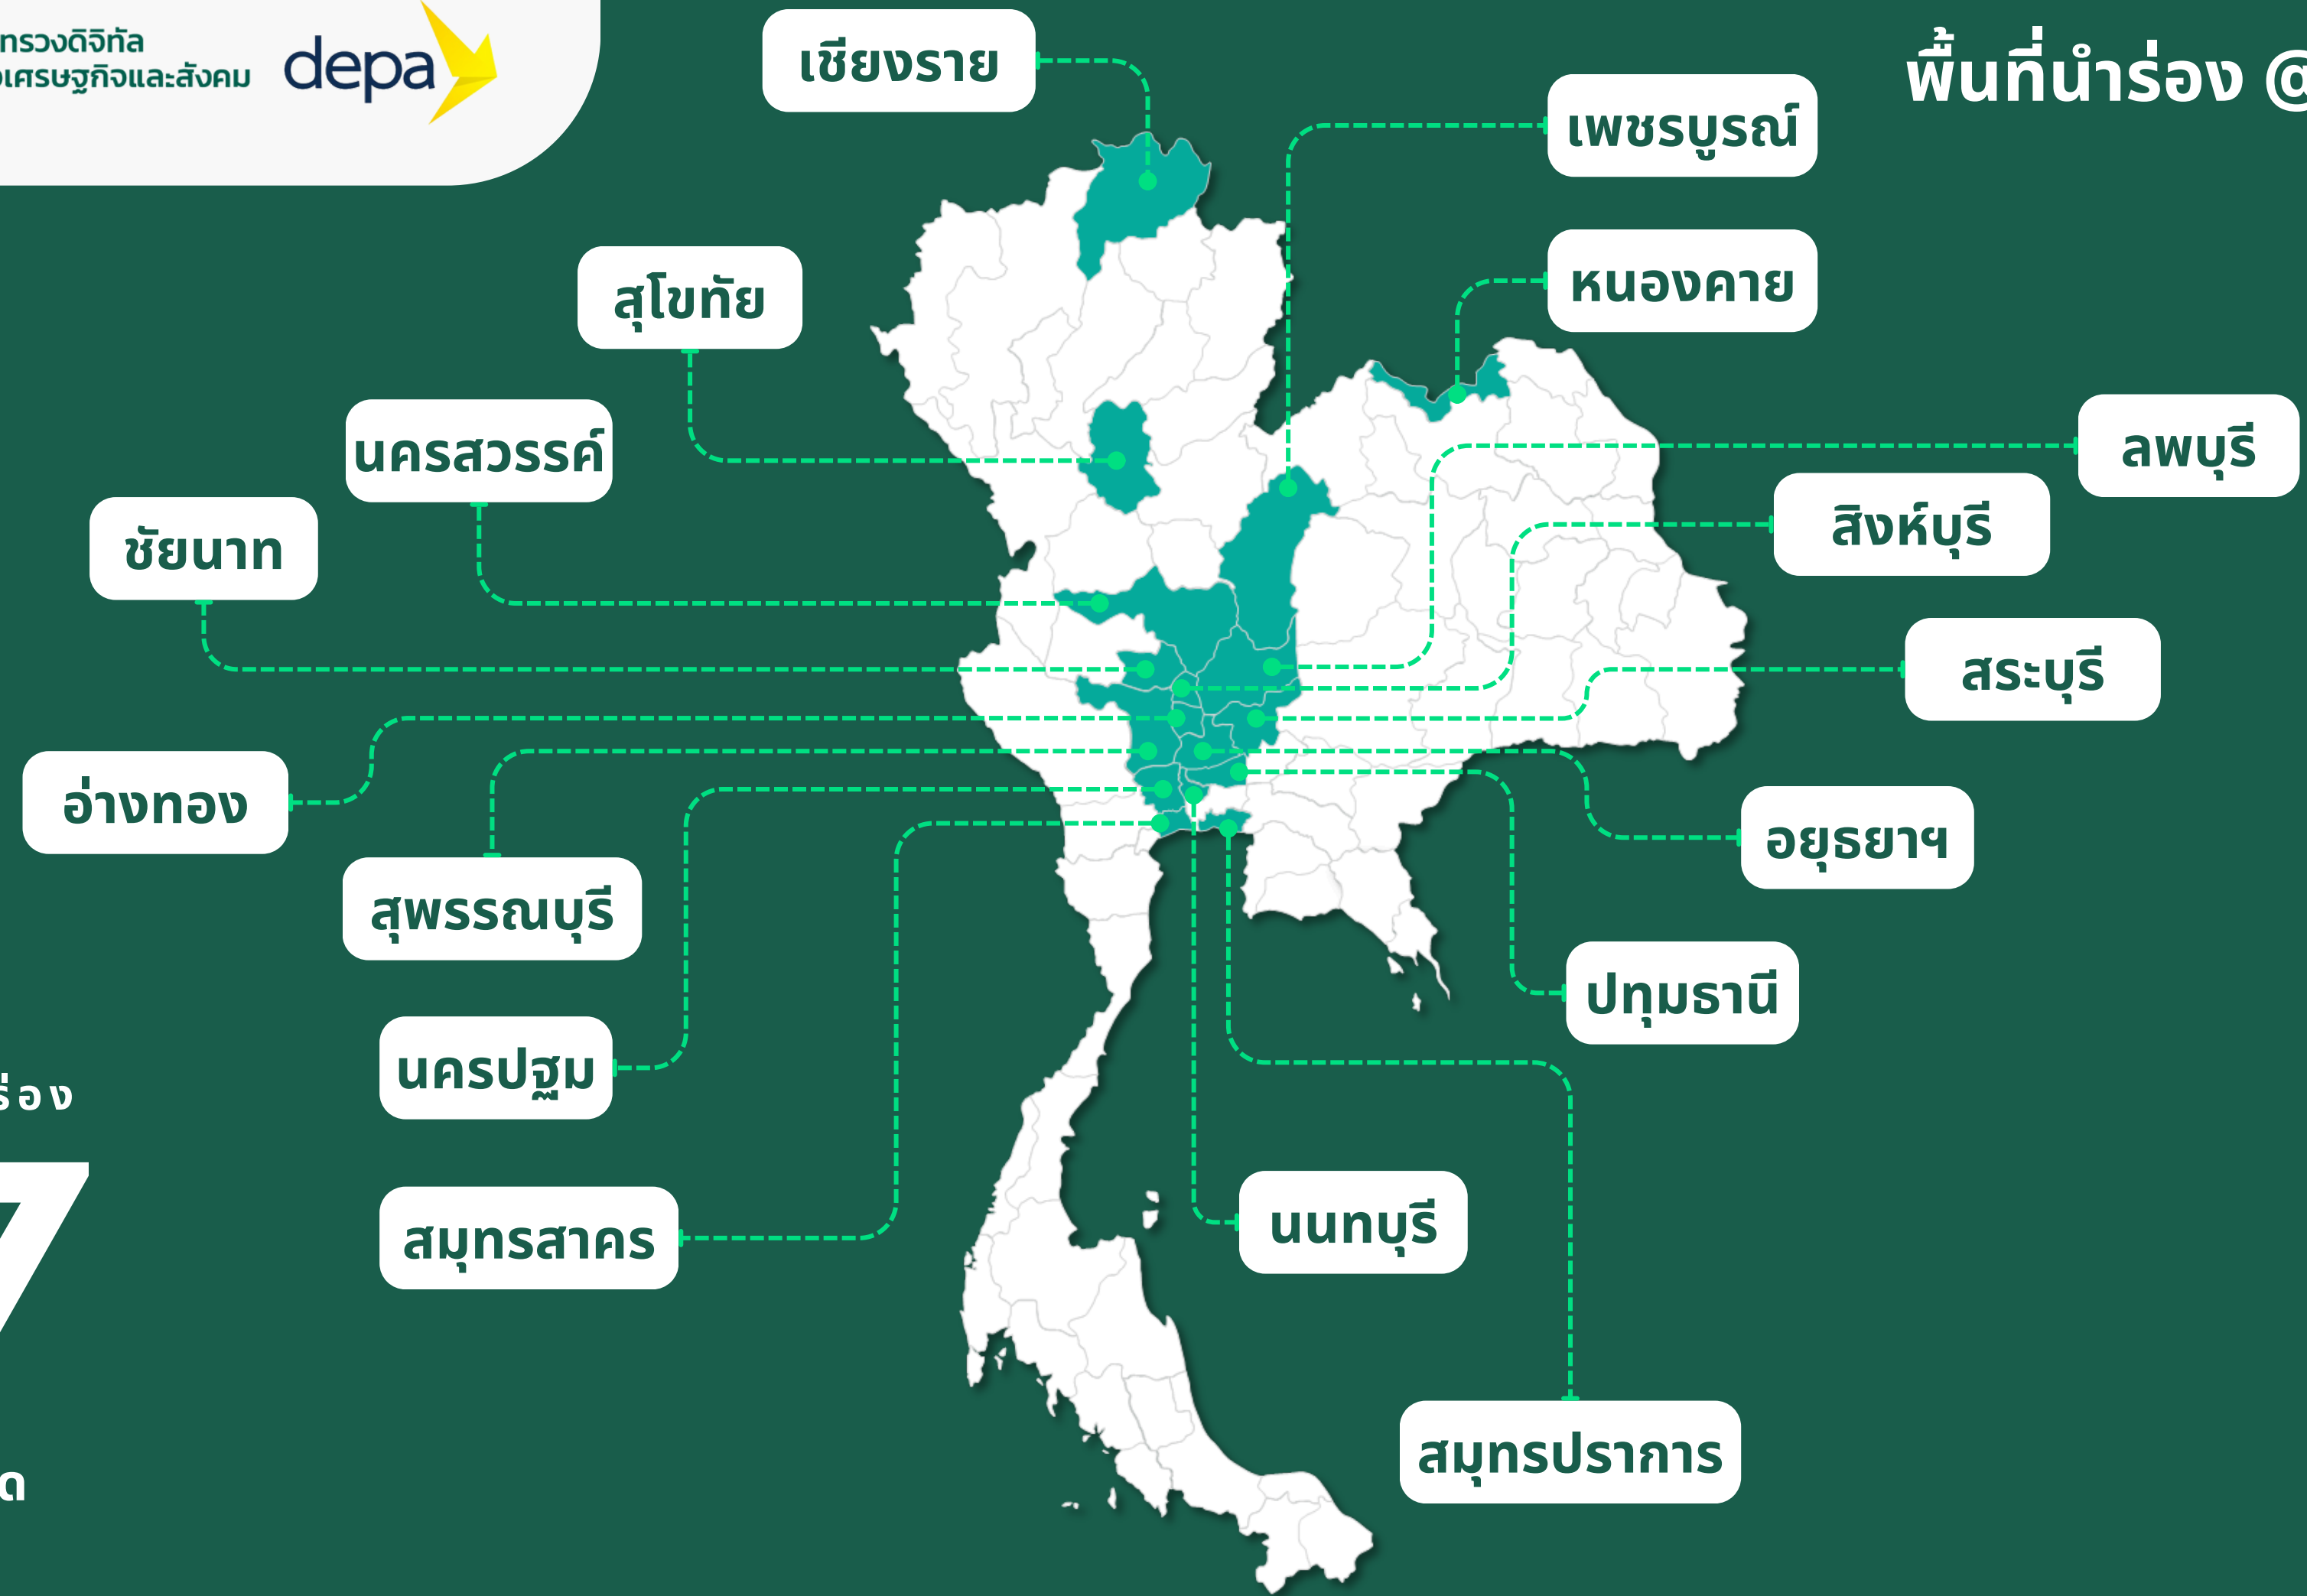 ทรวงดิจิทัล
เศรษฐกิจและสังคม
depa
พื้นที่นำร่อง @
เชียงราย
เพชรบูรณ์
หนองคาย
สุโขทัย
นครสวรรค์
ลพบุรี
สิงห์บุรี
ชัยนาท
สระบุรี
อ่างทอง
อยุธยาฯ
สุพรรณบุรี
ปทุมธานี
นครปฐม
ร่อง
7
นนทบุรี
สมุทรสาคร
สมุทรปราการ
ด